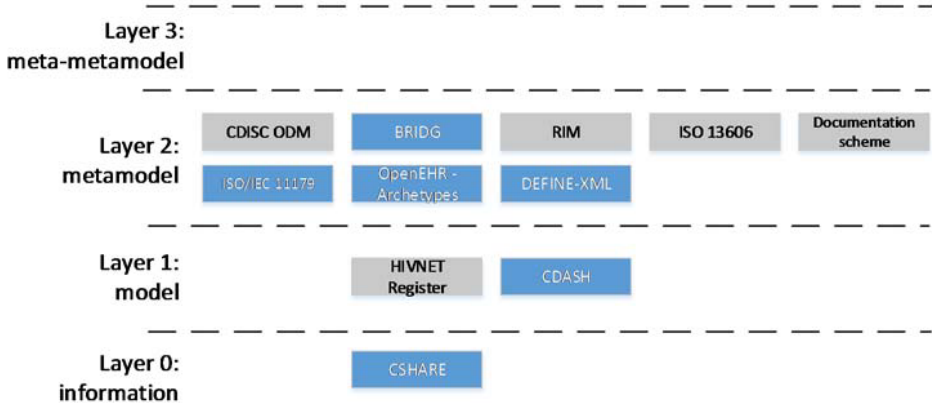 Layer 3:
meta-metamodel
Layer 2:
metamodel
CDISC ODM
BRIDG
RIM
ISO 13606
Documentation
scheme
ISO/IEC 11179
OpenEHR -
Archetypes
DEFINE-XML
Layer 1:
model
HIVNET
Register
CDASH
Layer 0:
information
CSHARE